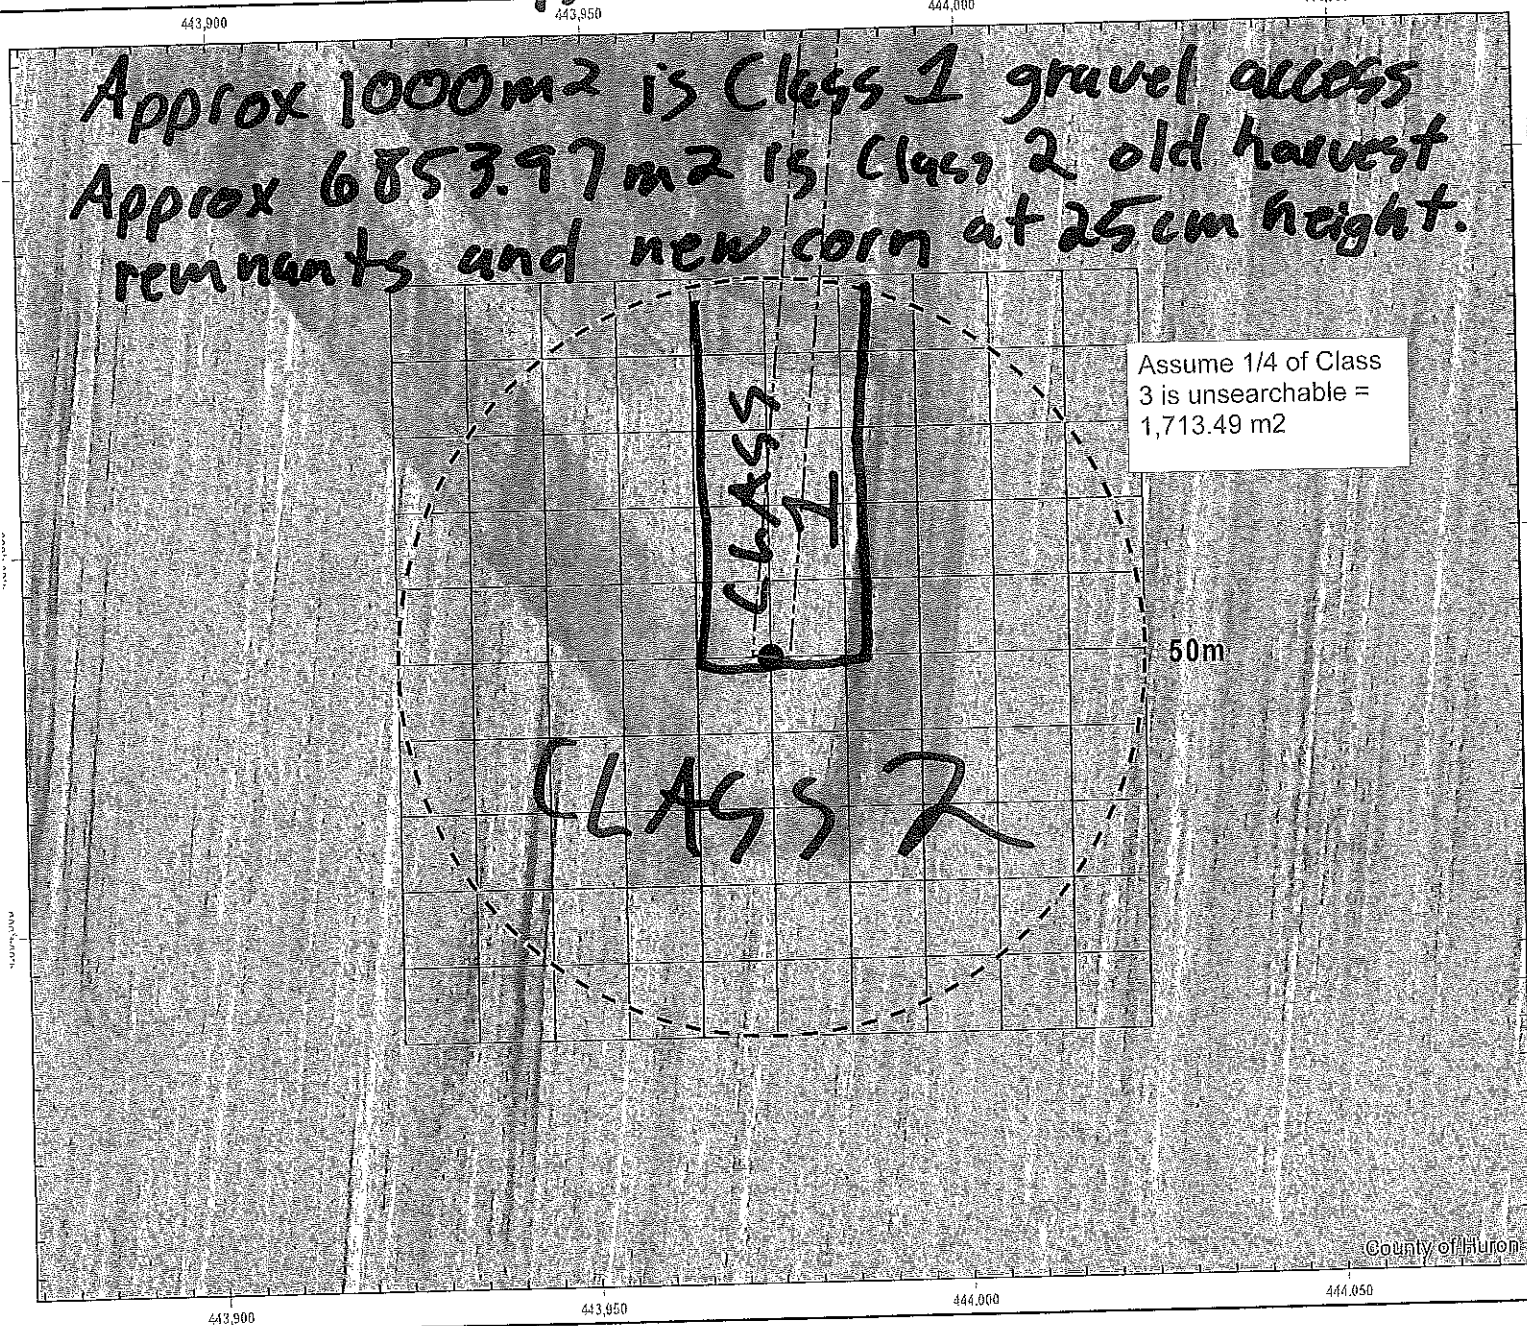 443,900
443,950
444,000
Approx 1000m2 is Class 1 gravel access
Approx 6853.97 m2 is Class 2 old harvest
remnants and new corn at 25cm height.
Assume 1/4 of Class
3 is unsearchable =
1,713.49 m2
CLASS
1
50m
CLASS 2
County of Huron
443,900
443,950
444,000
444,050